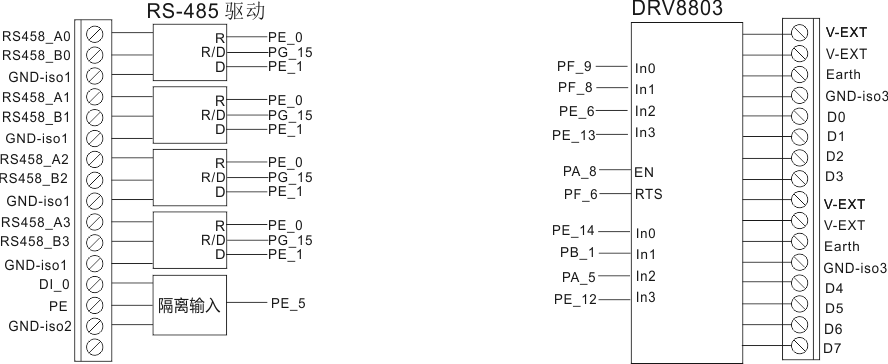 RS-485 驱动
RS458_A0
RS458_B0
GND-iso1
RS458_A1
RS458_B1
GND-iso1
RS458_A2
RS458_B2
GND-iso1
RS458_A3
RS458_B3
GND-iso1
DI_0
PE
GND-iso2
R PE_0
R/D PG_15
D PE_1
R PE_0
R/D PG_15
D PE_1
R PE_0
R/D PG_15
D PE_1
R PE_0
R/D PG_15
D PE_1
隔离输入 PE_5
DRV8803
PF_9 In0
PF_8 In1
PE_6 In2
PE_13 In3
PA_8 EN
PF_6 RTS
PE_14 In0
PB_1 In1
PA_5 In2
PE_12 In3
V-EXT
V-EXT
Earth
GND-iso3
D0
D1
D2
D3
V-EXT
V-EXT
Earth
GND-iso3
D4
D5
D6
D7